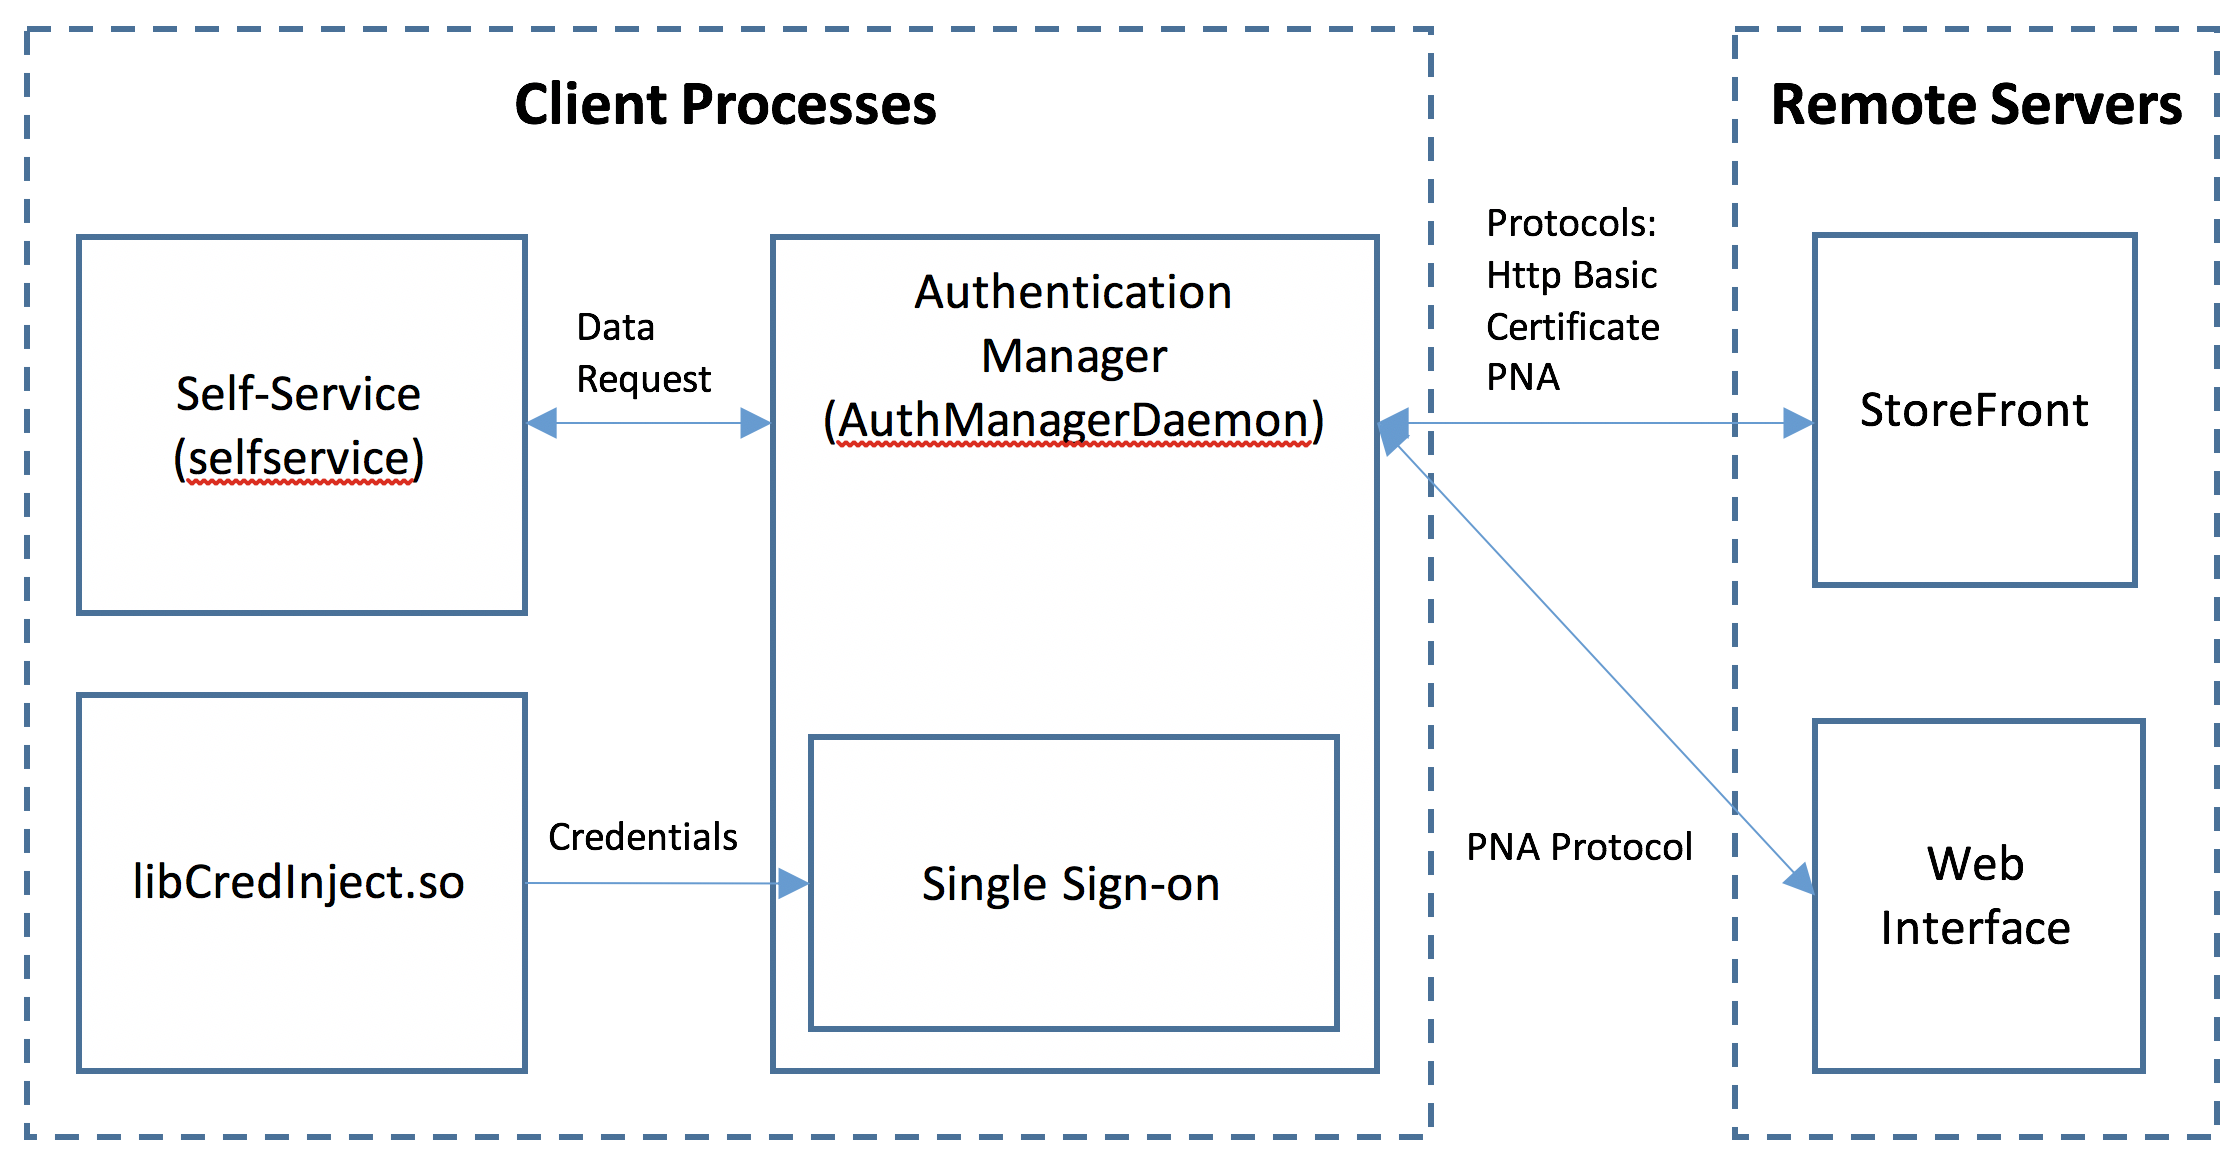 Client Processes
Remote Servers
Self-Service
(selfservice)
Data
Request
Authentication
Manager
(AuthManagerDaemon)
Protocols:
Http Basic
Certificate
PNA
StoreFront
libCredInject.so
Credentials
Single Sign-on
PNA Protocol
Web
Interface